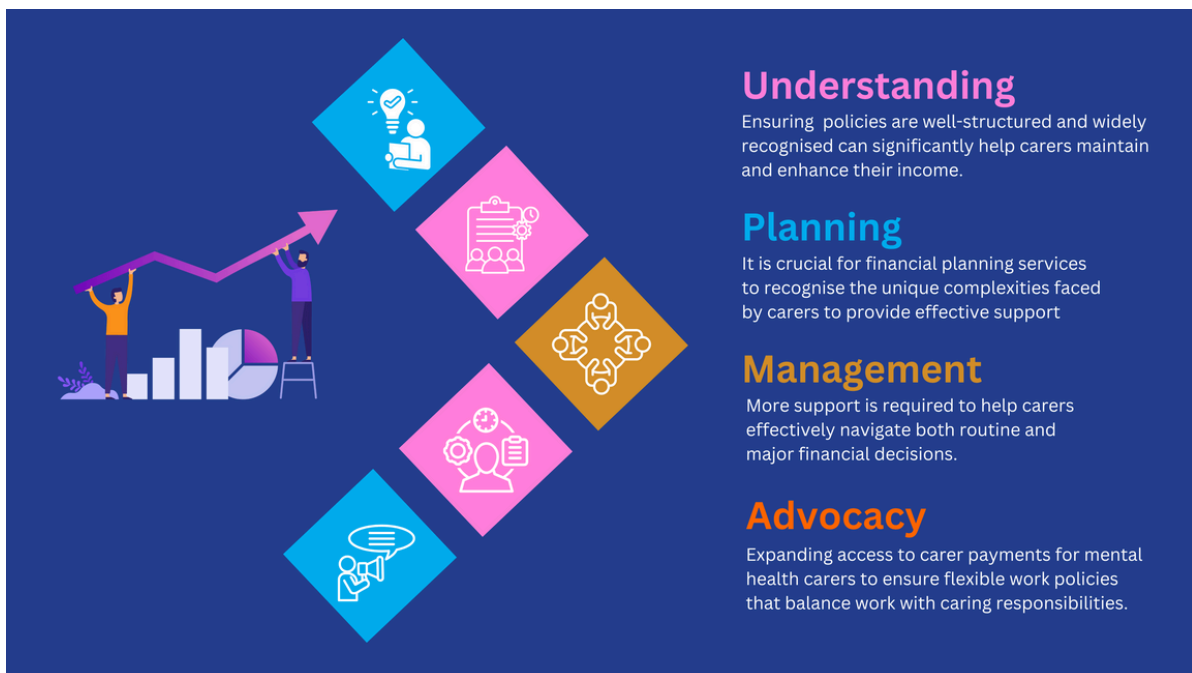 Understanding
Ensuring policies are well-structured and widely
recognised can significantly help carers maintain
and enhance their income.
Planning
It is crucial for financial planning services
to recognise the unique complexities faced
by carers to provide effective support
Management
More support is required to help carers
effectively navigate both routine and
major financial decisions.
Advocacy
Expanding access to carer payments for mental
health carers to ensure flexible work policies
that balance work with caring responsibilities.